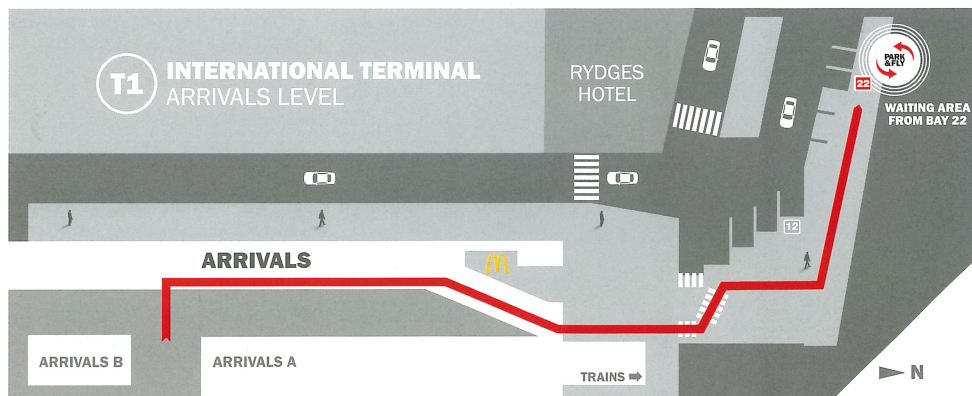 T1
INTERNATIONAL TERMINAL
ARRIVALS LEVEL
RYDGES
HOTEL
PARK
&FLY
22
WAITING AREA
FROM BAY 22
12
ARRIVALS
ARRIVALS B
ARRIVALS A
TRAINS
N